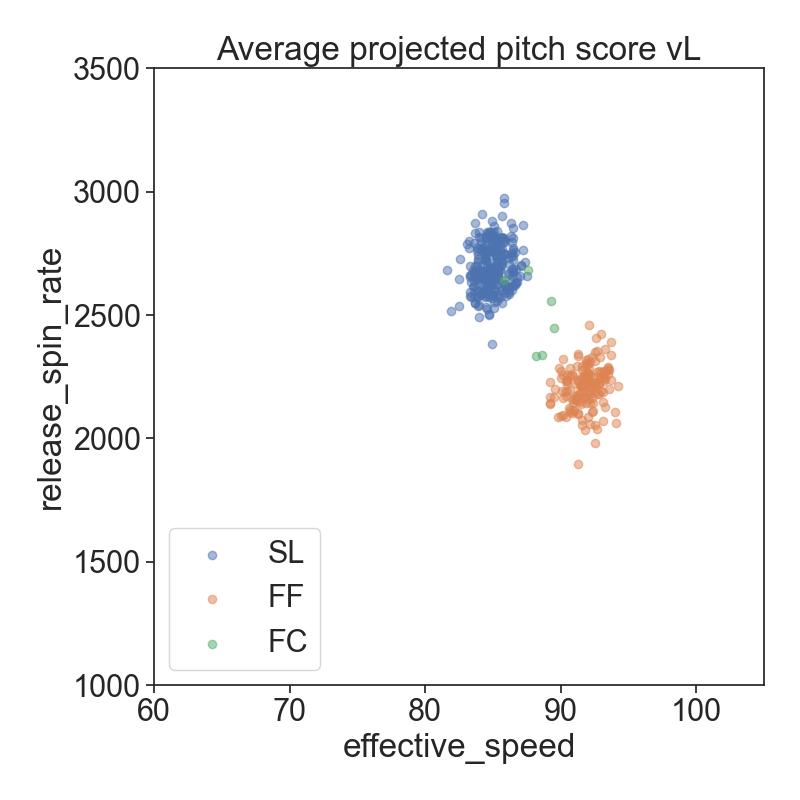 Average projected pitch score vL
3500
3000
2500
2000
1500
1000
release_spin_rate
SL
FF
FC
60
70
80
90
100
effective_speed